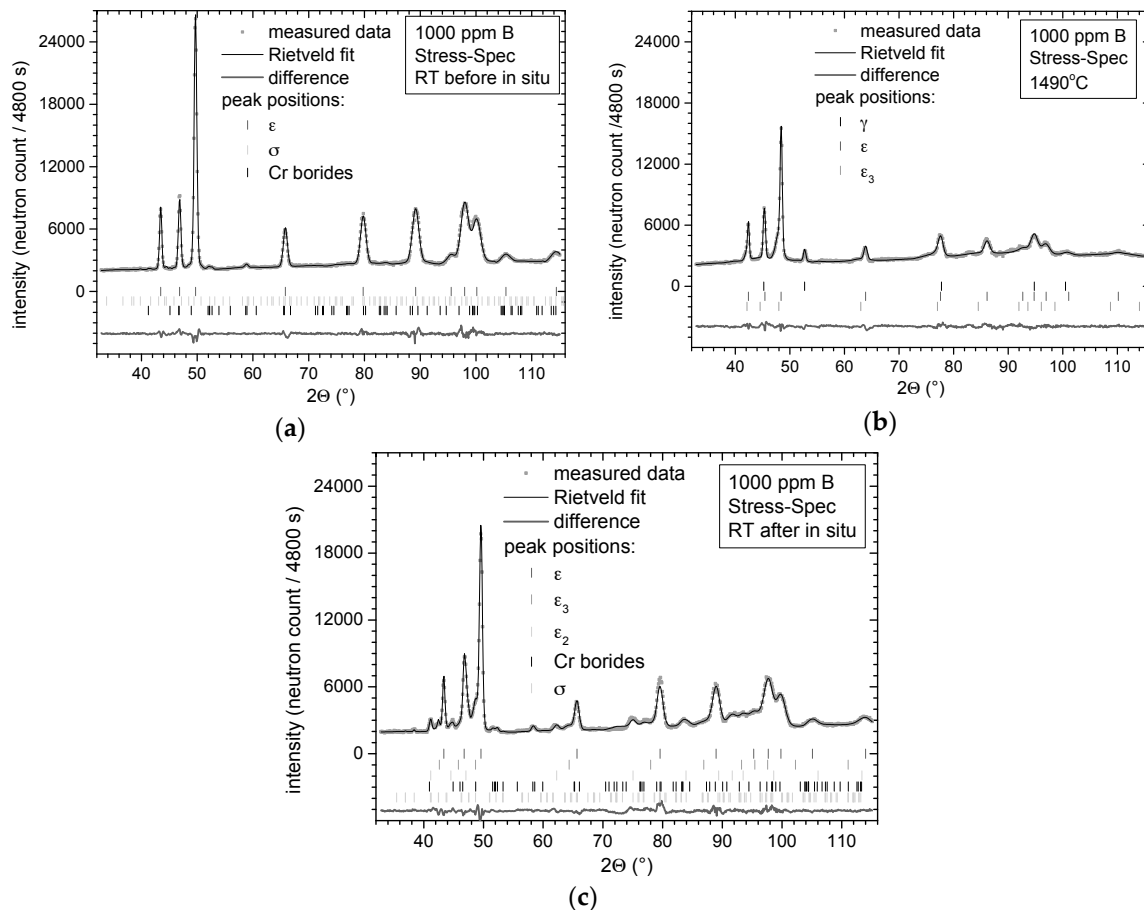 24000
18000
12000
6000
0
intensity (neutron count / 4800 s)
measured data
Rietveld fit
difference
peak positions:
ε
σ
Cr borides
1000 ppm B
Stress-Spec
RT before in situ
40 50 60 70 80 90 100 110
2Θ (°)
(a)
24000
18000
12000
6000
0
intensity (neutron count /4800 s)
measured data
Rietveld fit
difference
peak positions:
γ
ε
ε₃
1000 ppm B
Stress-Spec
1490°C
40 50 60 70 80 90 100 110
2Θ (°)
(b)
24000
18000
12000
6000
0
intensity (neutron count / 4800 s)
measured data
Rietveld fit
difference
peak positions:
ε
ε₃
ε₂
Cr borides
σ
1000 ppm B
Stress-Spec
RT after in situ
40 50 60 70 80 90 100 110
2Θ (°)
(c)